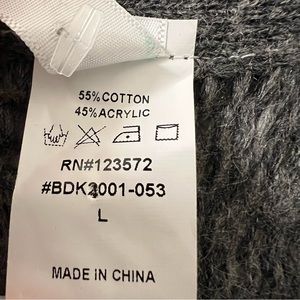 55%COTTON
45%ACRYLIC
RN#123572
#BDK2001-053
L
MADE IN CHINA